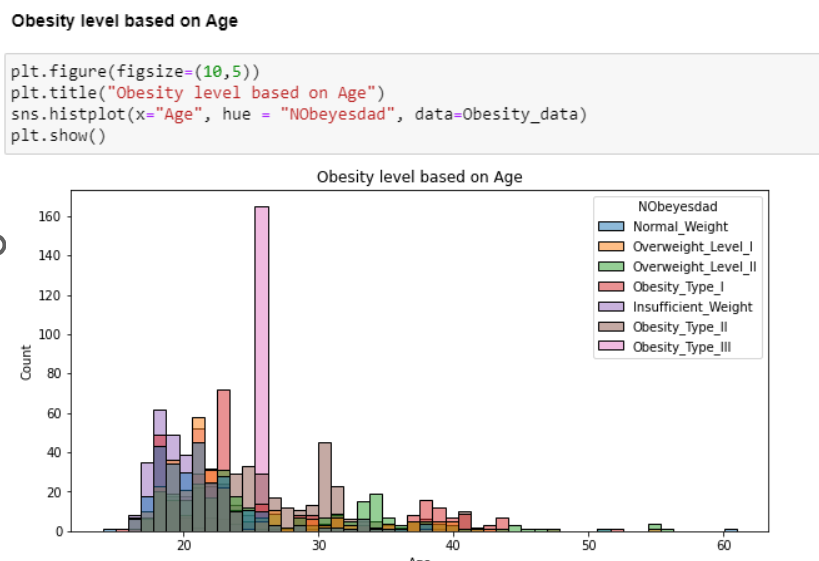 Obesity level based on Age
plt.figure(figsize=(10,5))
plt.title("Obesity level based on Age")
sns.histplot(x="Age", hue = "NObeyesdad", data=Obesity_data)
plt.show()
Obesity level based on Age
NObeyesdad
Normal_Weight
Overweight_Level_I
Overweight_Level_II
Obesity_Type_I
Insufficient_Weight
Obesity_Type_II
Obesity_Type_III
Count
160
140
120
100
80
60
40
20
0
20 30 40 50 60
Age